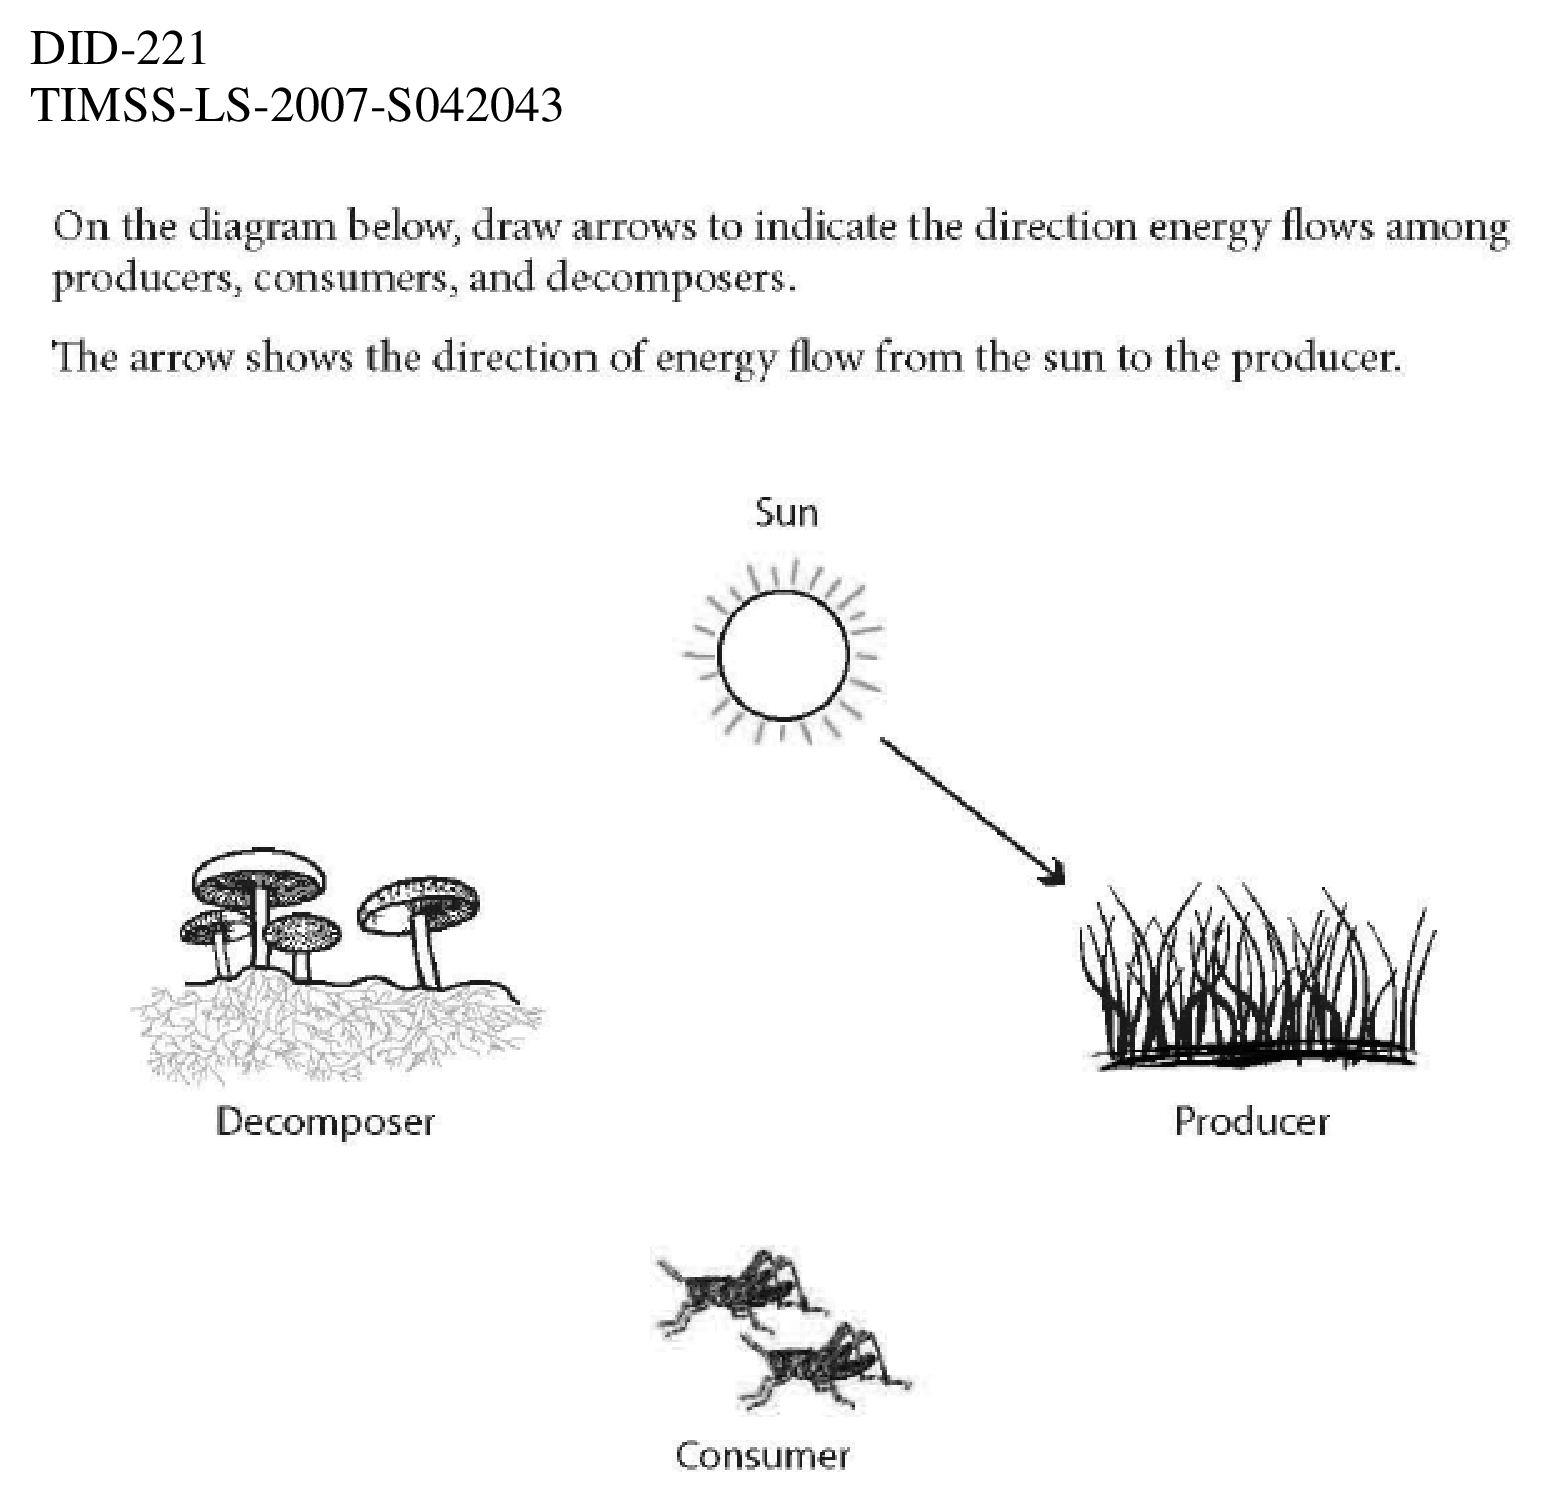 DID-221
TIMSS-LS-2007-S042043
On the diagram below, draw arrows to indicate the direction energy flows among
producers, consumers, and decomposers.
The arrow shows the direction of energy flow from the sun to the producer.
Sun
Decomposer
Producer
Consumer